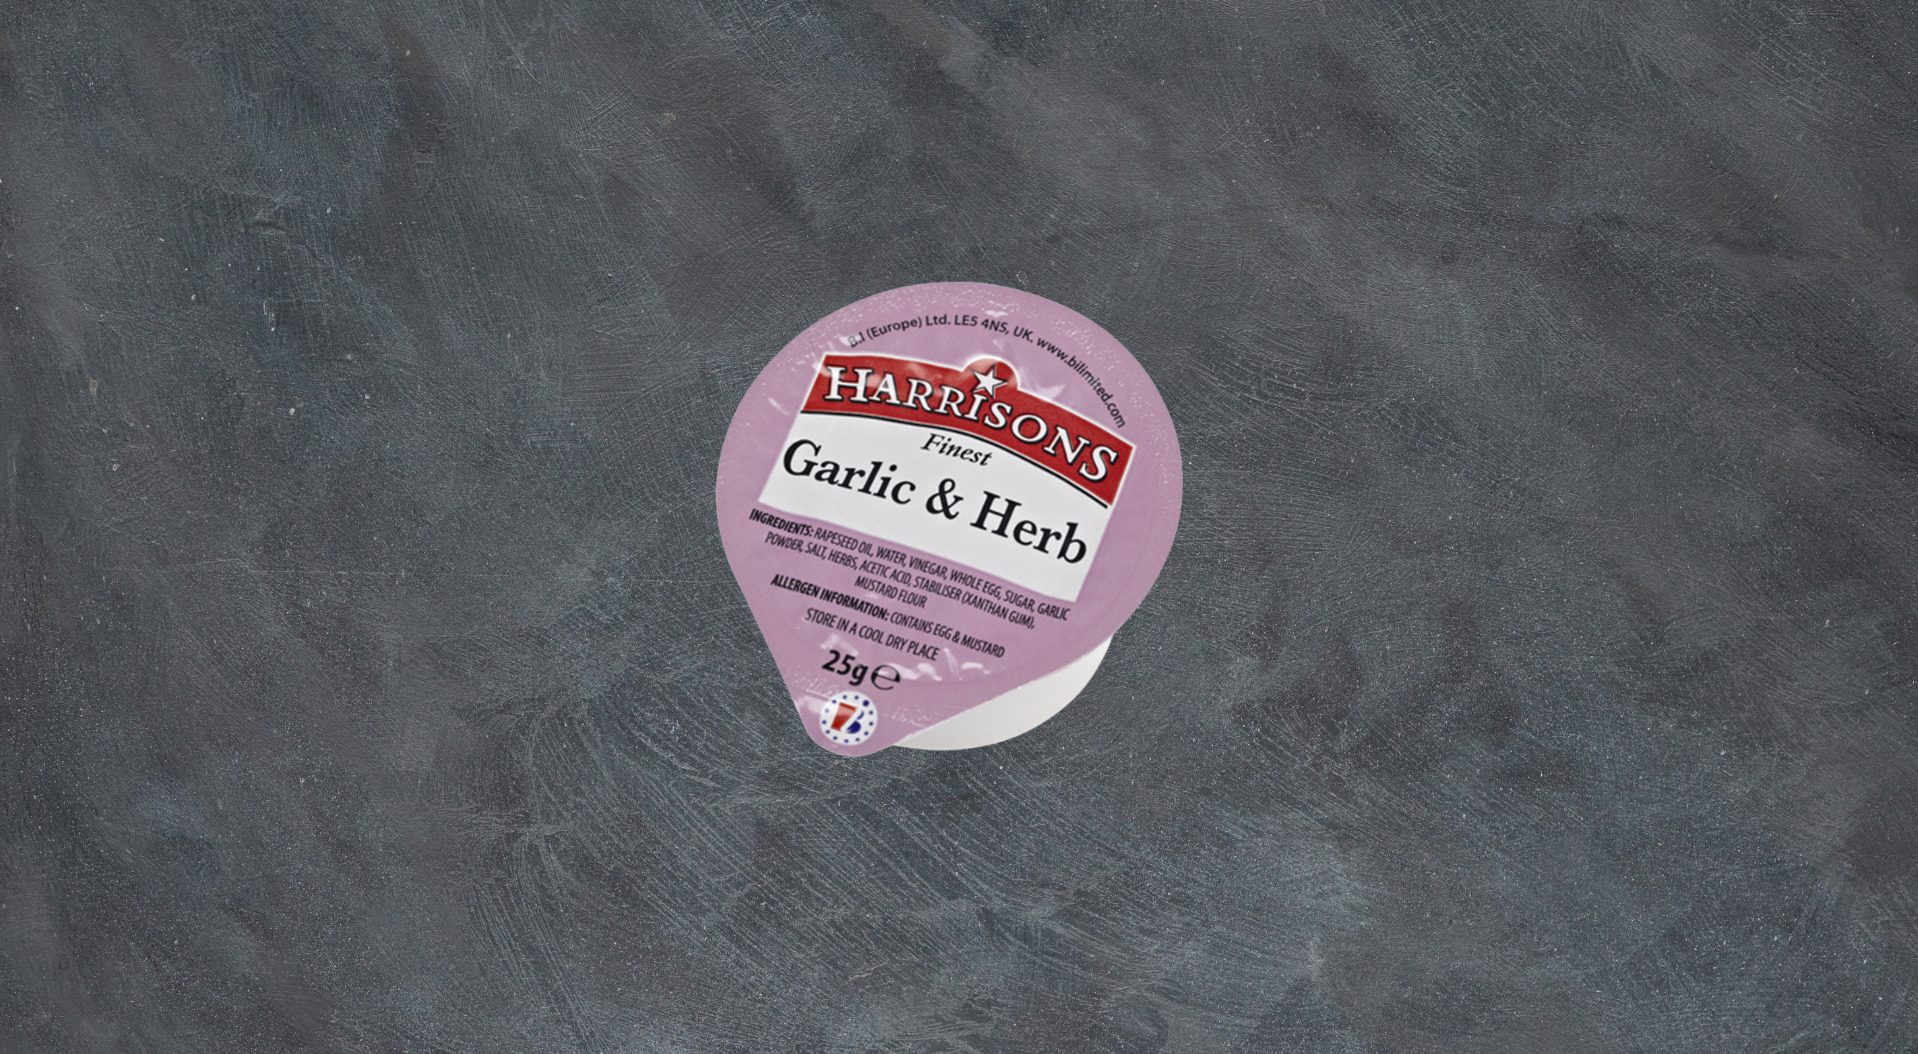 B.I (Europe) Ltd. LE5 4NS, UK. www.bilimited.com
HARRISONS
Finest
Garlic & Herb
INGREDIENTS: RAPESEED OIL, WATER, VINEGAR, WHOLE EGG, SUGAR, GARLIC
POWDER, SALT, HERBS, ACETIC ACID, STABILISER (XANTHAN GUM),
MUSTARD FLOUR
ALLERGEN INFORMATION: CONTAINS EGG & MUSTARD
STORE IN A COOL DRY PLACE
25g ℮